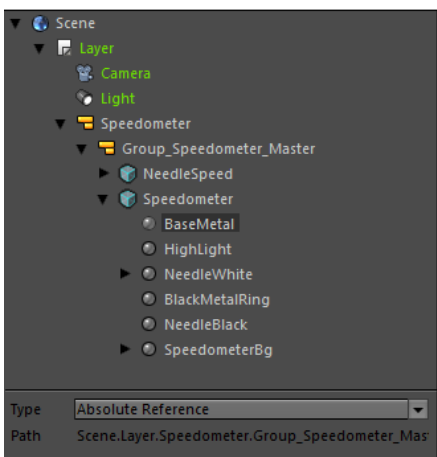 Scene
Layer
Camera
Light
Speedometer
Group_Speedometer_Master
NeedleSpeed
Speedometer
BaseMetal
HighLight
NeedleWhite
BlackMetalRing
NeedleBlack
SpeedometerBg
Type Absolute Reference
Path Scene.Layer.Speedometer.Group_Speedometer_Mas